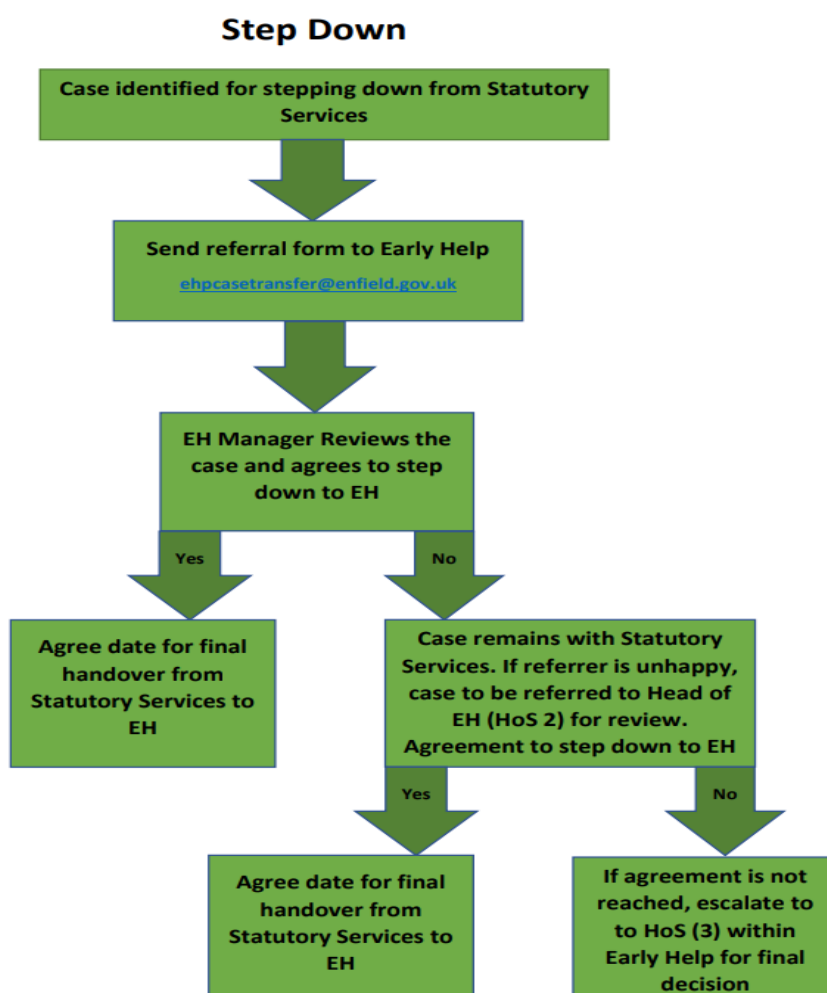 Step Down
Case identified for stepping down from Statutory
Services
Send referral form to Early Help
ehpcasetransfer@enfield.gov.uk
EH Manager Reviews the
case and agrees to step
down to EH
Yes
No
Agree date for final
handover from
Statutory Services to
EH
Case remains with Statutory
Services. If referrer is unhappy,
case to be referred to Head of
EH (HoS 2) for review.
Agreement to step down to EH
Yes
No
Agree date for final
handover from
Statutory Services to
EH
If agreement is not
reached, escalate to
to HoS (3) within
Early Help for final
decision